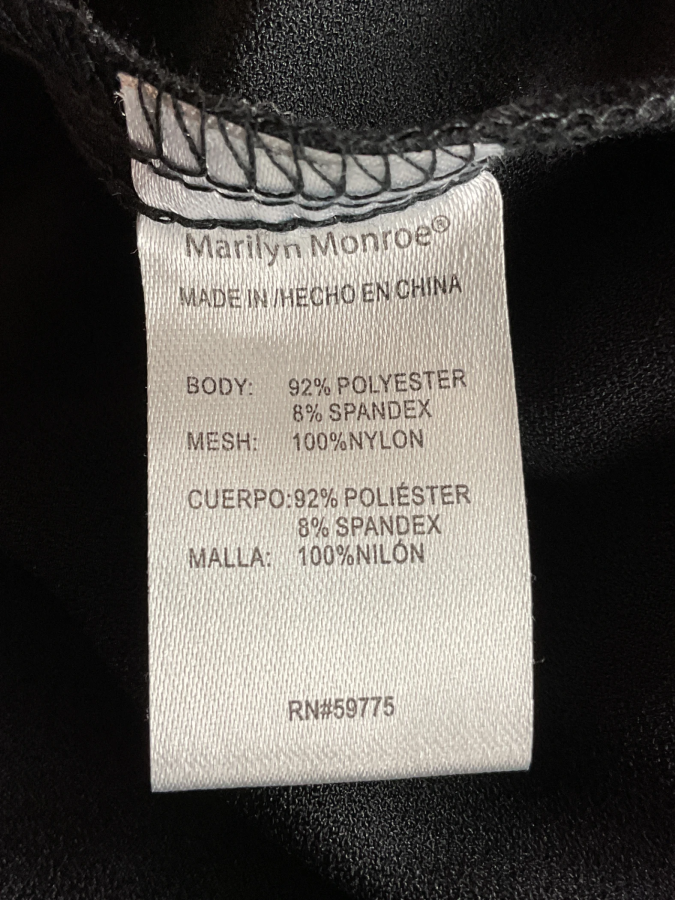 Marilyn Monroe®
MADE IN /HECHO EN CHINA
BODY: 92% POLYESTER
8% SPANDEX
MESH: 100%NYLON
CUERPO:92% POLIÉSTER
8% SPANDEX
MALLA: 100%NILÓN
RN#59775